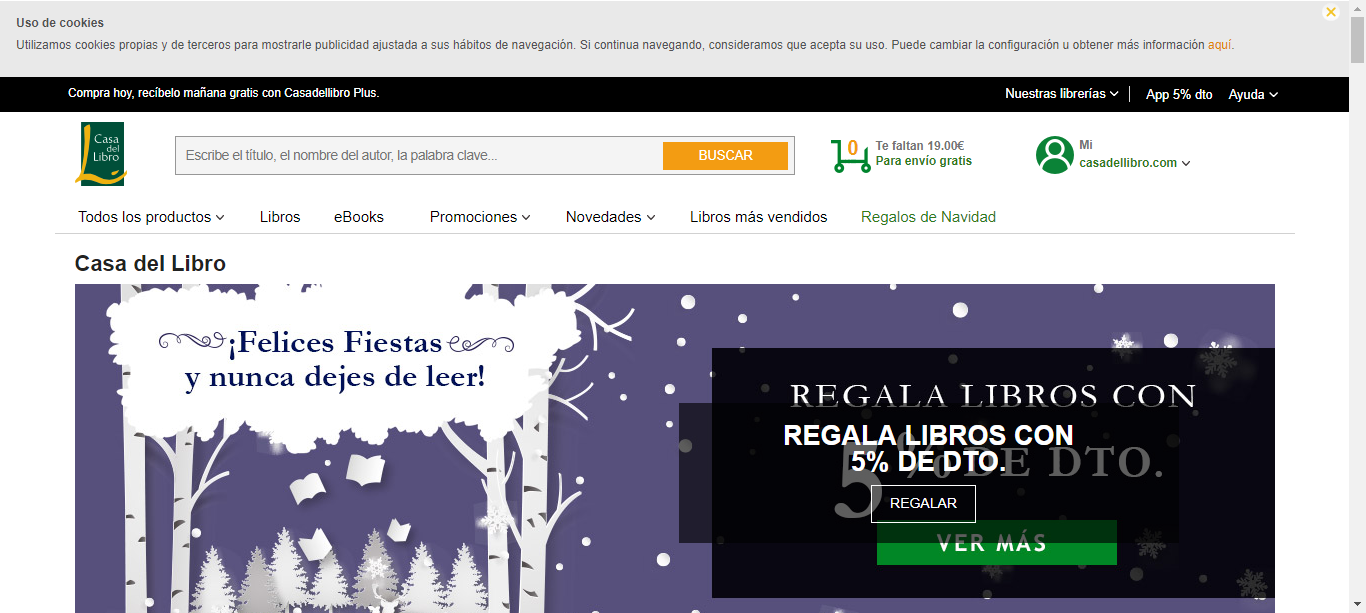 Uso de cookies
Utilizamos cookies propias y de terceros para mostrarle publicidad ajustada a sus hábitos de navegación. Si continua navegando, consideramos que acepta su uso. Puede cambiar la configuración u obtener más información aquí.
Compra hoy, recíbelo mañana gratis con Casadellibro Plus.
Nuestras librerías
App 5% dto
Ayuda
Casa
del
Libro
Escribe el título, el nombre del autor, la palabra clave...
BUSCAR
0
Te faltan 19.00€
Para envío gratis
Mi
casadellibro.com
Todos los productos
Libros
eBooks
Promociones
Novedades
Libros más vendidos
Regalos de Navidad
Casa del Libro
¡Felices Fiestas
y nunca dejes de leer!
REGALA LIBROS CON
5% DE DTO.
REGALA LIBROS CON
5% DE DTO.
REGALAR
VER MÁS